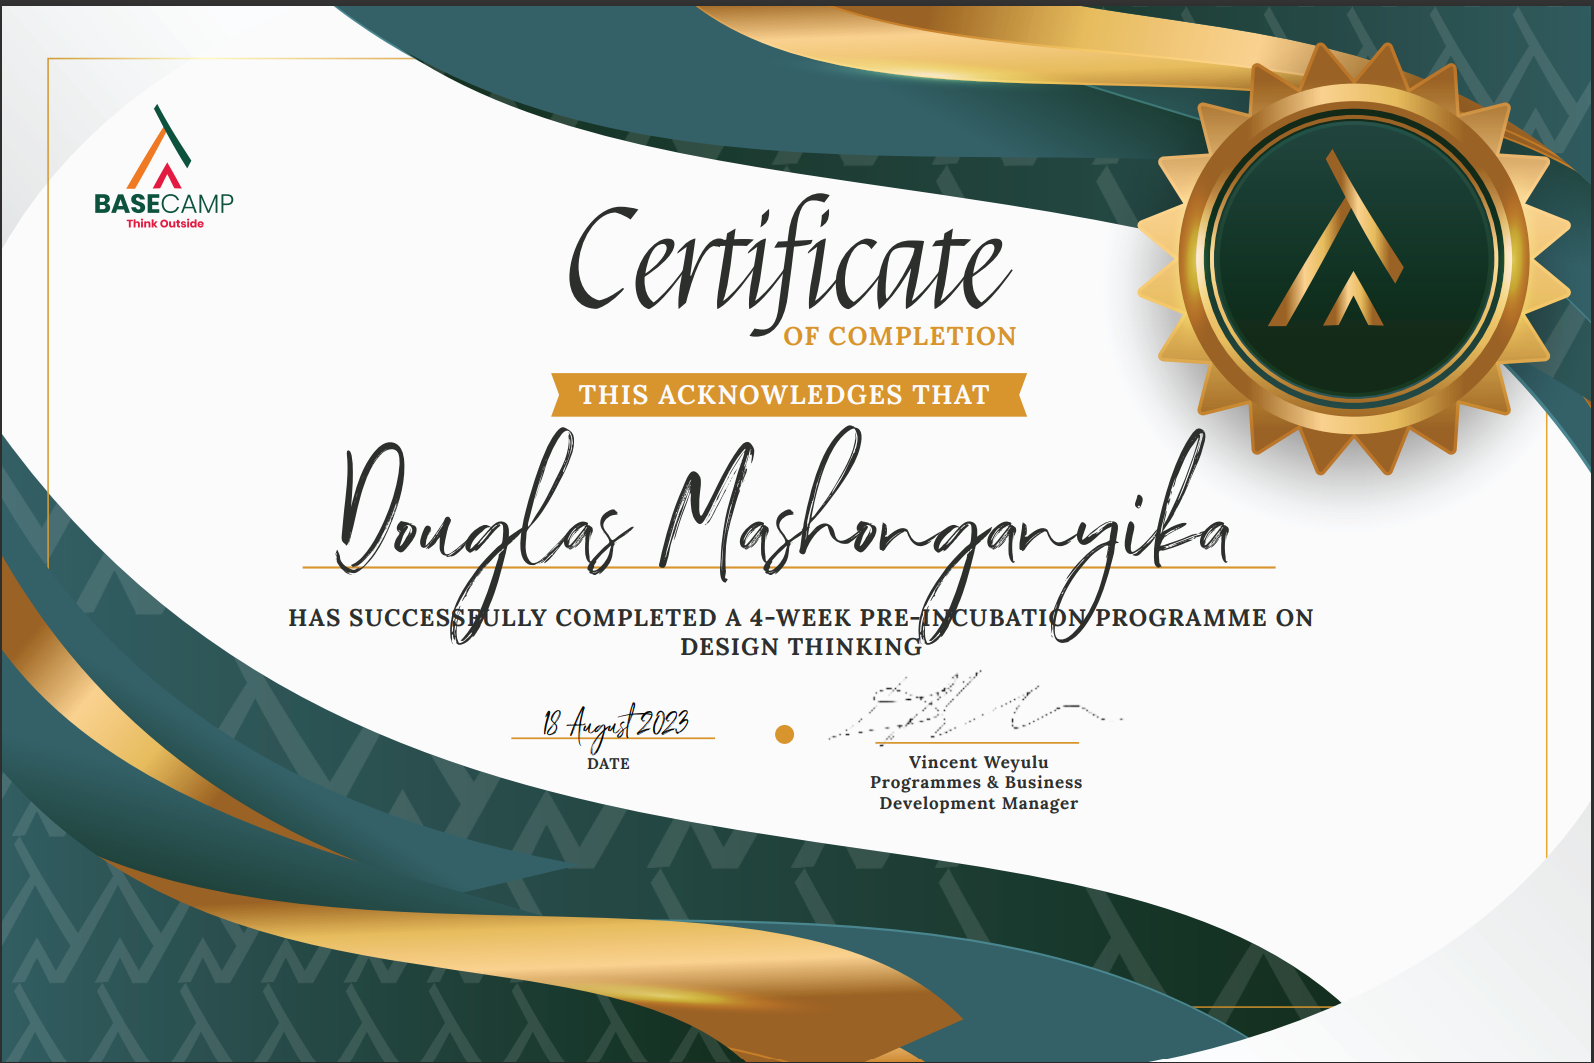 BASECAMP
Think Outside
Certificate
OF COMPLETION
THIS ACKNOWLEDGES THAT
Douglas Mashonganyika
HAS SUCCESSFULLY COMPLETED A 4-WEEK PRE-INCUBATION PROGRAMME ON
DESIGN THINKING
18 August 2023
DATE
Vincent Weyulu
Programmes & Business
Development Manager